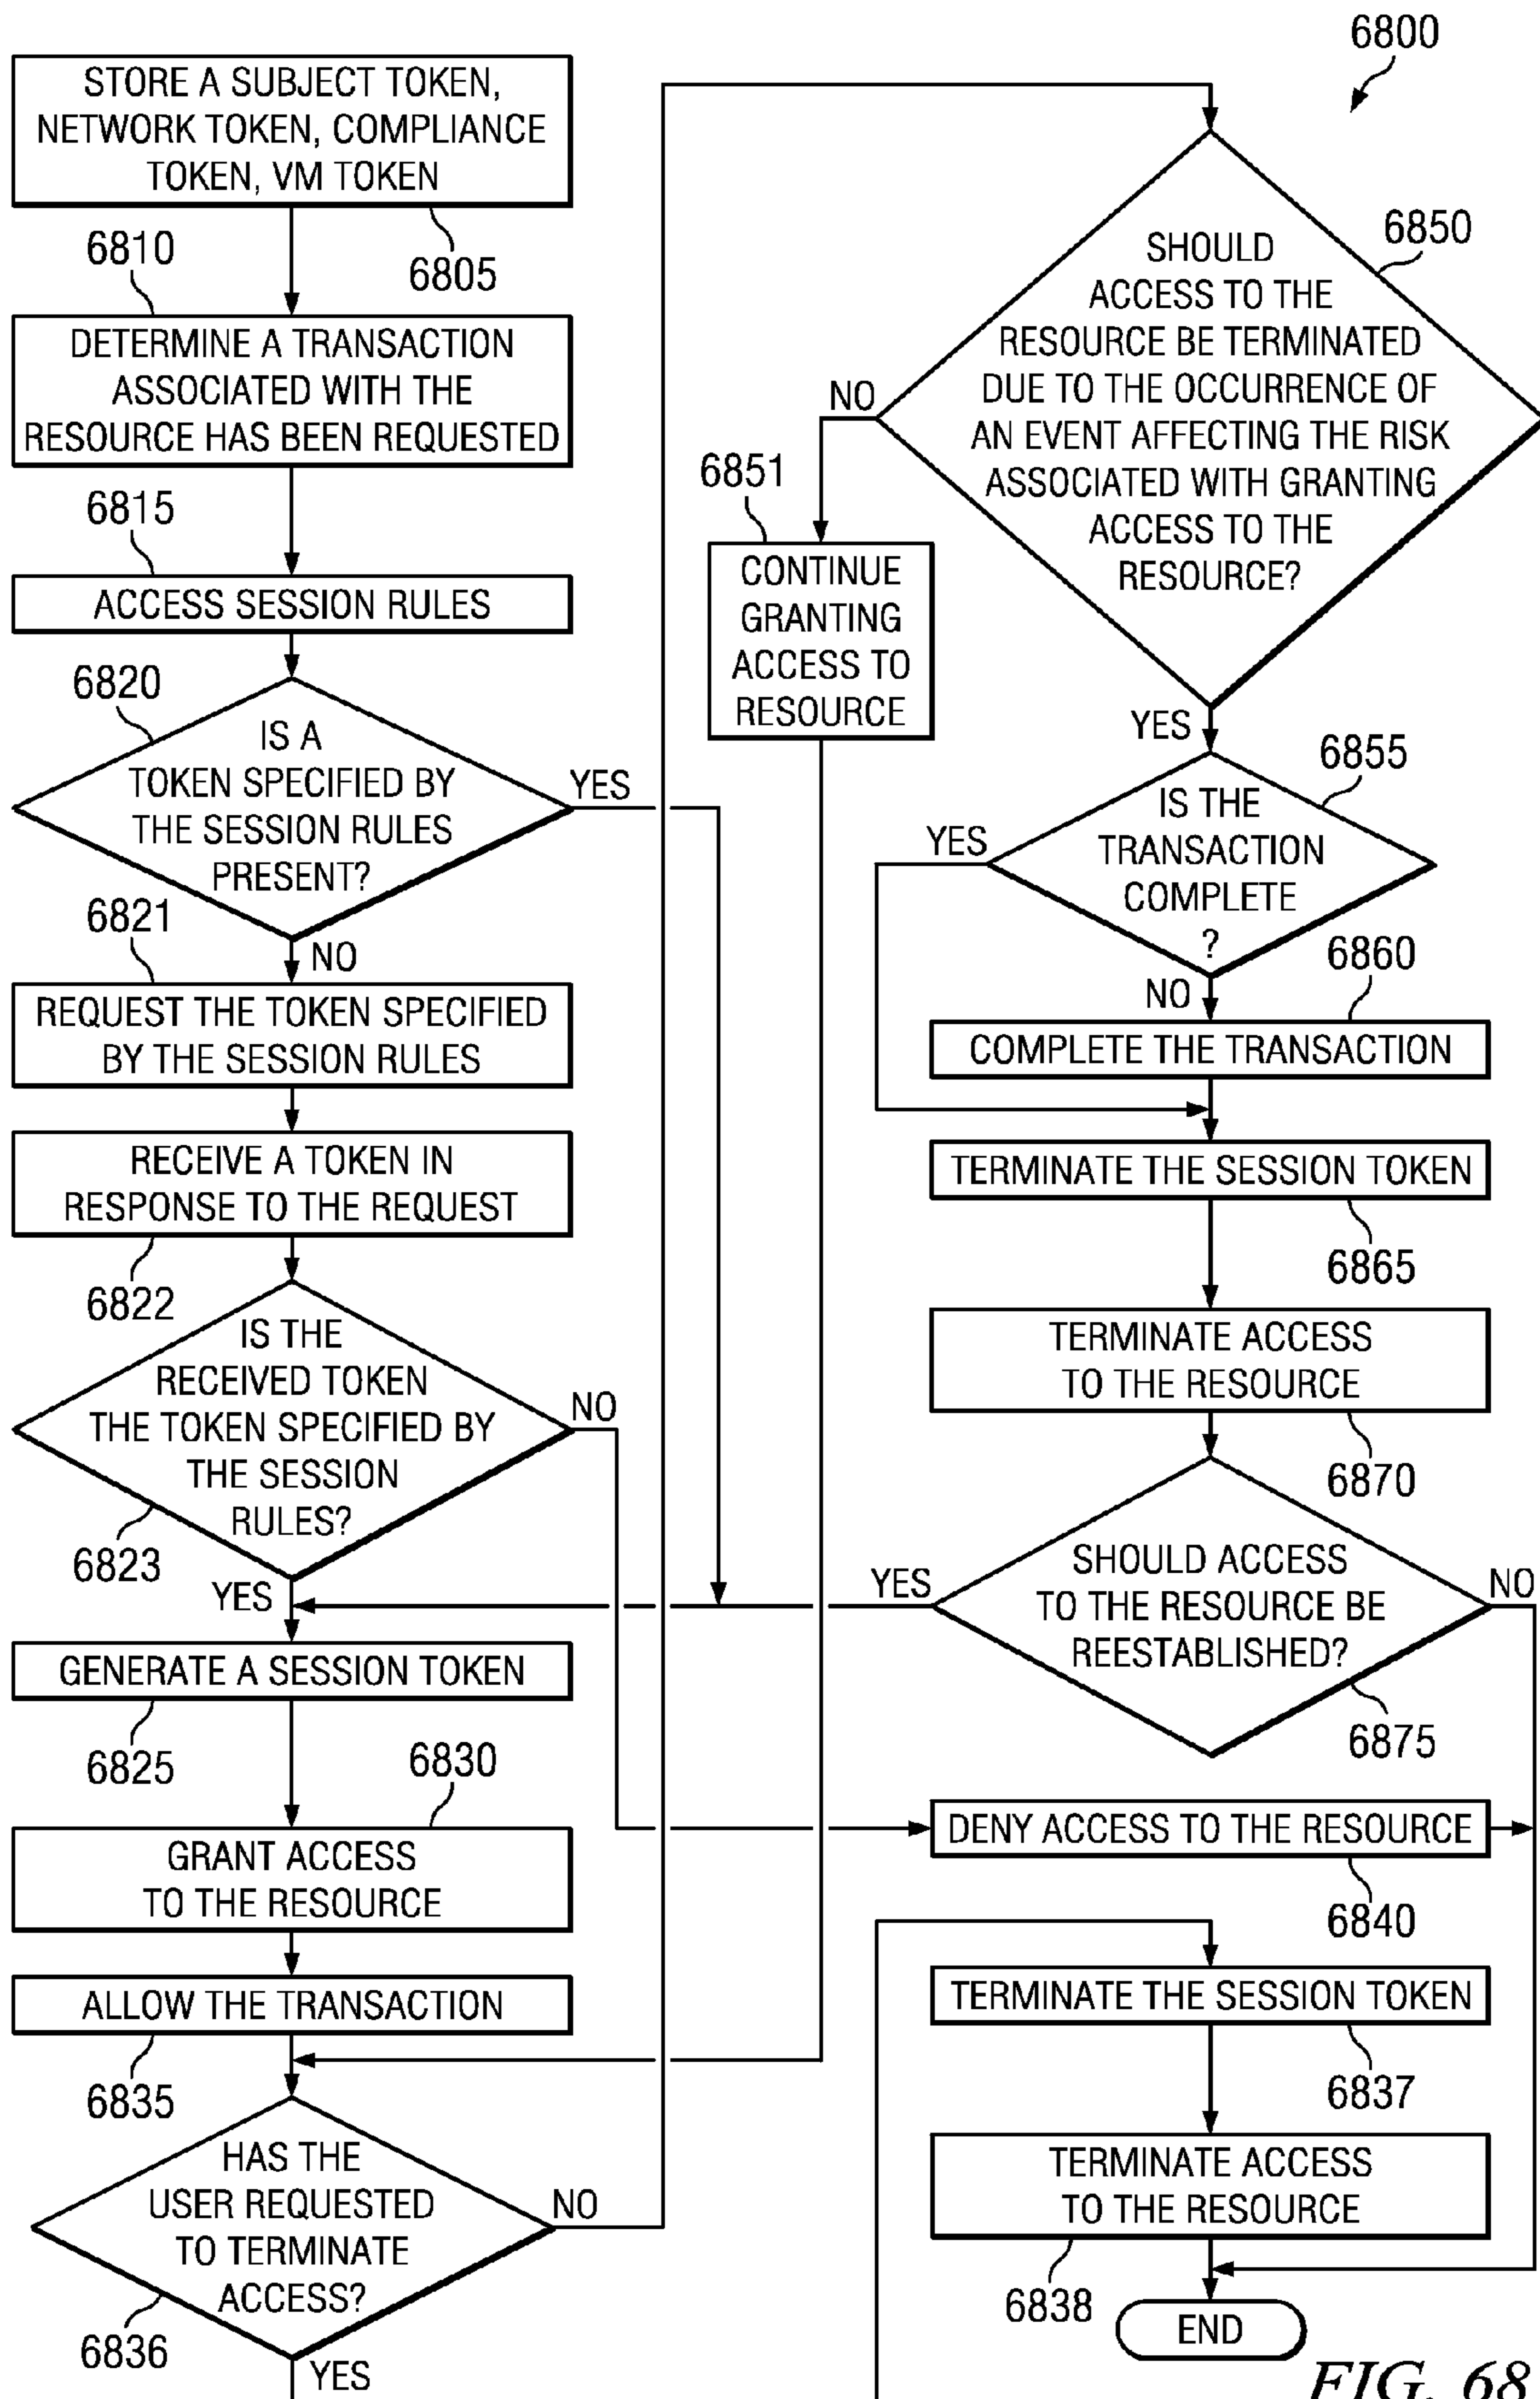 6800
STORE A SUBJECT TOKEN,
NETWORK TOKEN, COMPLIANCE
TOKEN, VM TOKEN
6805
6810
DETERMINE A TRANSACTION
ASSOCIATED WITH THE
RESOURCE HAS BEEN REQUESTED
6815
ACCESS SESSION RULES
6820
IS A
TOKEN SPECIFIED BY
THE SESSION RULES
PRESENT?
YES
NO
6821
REQUEST THE TOKEN SPECIFIED
BY THE SESSION RULES
RECEIVE A TOKEN IN
RESPONSE TO THE REQUEST
6822
IS THE
RECEIVED TOKEN
THE TOKEN SPECIFIED BY
THE SESSION
RULES?
NO
6823
YES
GENERATE A SESSION TOKEN
6825
6830
GRANT ACCESS
TO THE RESOURCE
ALLOW THE TRANSACTION
6835
HAS THE
USER REQUESTED
TO TERMINATE
ACCESS?
NO
6836
YES
6850
SHOULD
ACCESS TO THE
RESOURCE BE TERMINATED
DUE TO THE OCCURRENCE OF
AN EVENT AFFECTING THE RISK
ASSOCIATED WITH GRANTING
ACCESS TO THE
RESOURCE?
NO
6851
CONTINUE
GRANTING
ACCESS TO
RESOURCE
YES
6855
IS THE
TRANSACTION
COMPLETE
?
YES
NO
6860
COMPLETE THE TRANSACTION
TERMINATE THE SESSION TOKEN
6865
TERMINATE ACCESS
TO THE RESOURCE
6870
SHOULD ACCESS
TO THE RESOURCE BE
REESTABLISHED?
YES
NO
6875
DENY ACCESS TO THE RESOURCE
6840
TERMINATE THE SESSION TOKEN
6837
TERMINATE ACCESS
TO THE RESOURCE
6838
END
FIG. 68